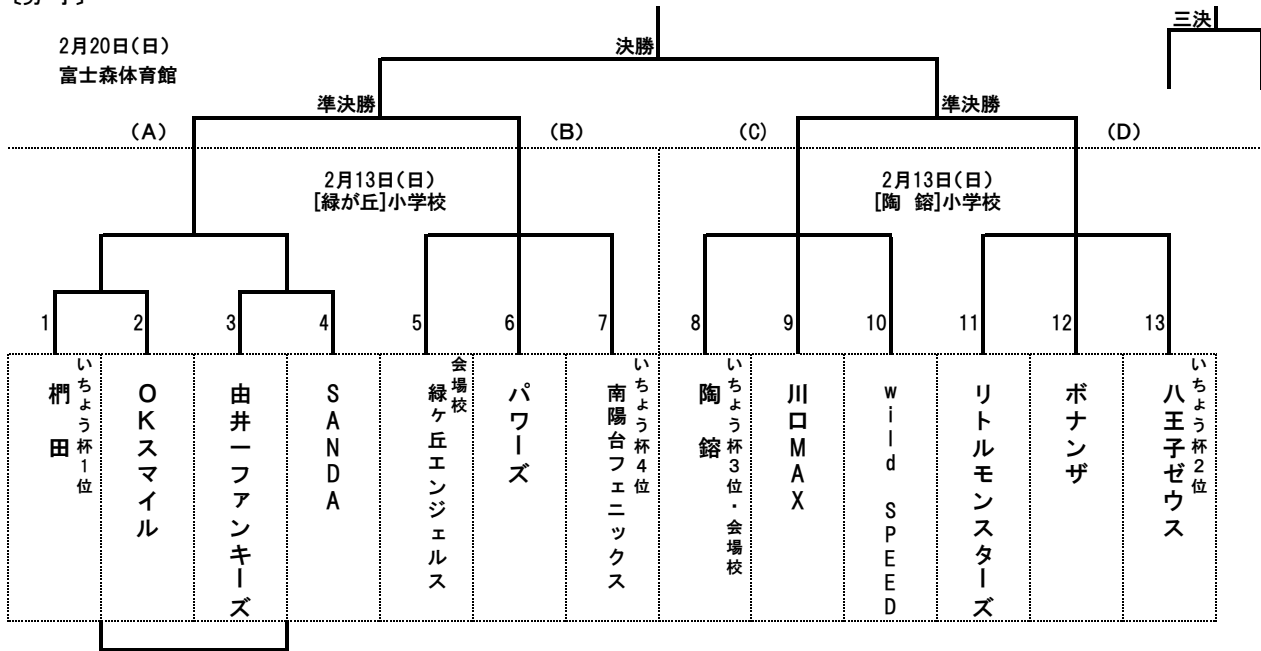 [男子]
三決
2月20日(日)
決勝
富士森体育館
準決勝
準決勝
(A)
(B)
(C)
(D)
2月13日(日)
[緑が丘]小学校
2月13日(日)
[陶 鎔]小学校
1
2
3
4
5
6
7
8
9
10
11
12
13
いちょう杯1位
椚田
OKスマイル
由井一ファンキーズ
SANDA
会場校
緑ヶ丘エンジェルス
パワーズ
いちょう杯4位
南陽台フェニックス
いちょう杯3位・会場校
陶鎔
川口MAX
wild SPEED
リトルモンスターズ
ボナンザ
いちょう杯2位
八王子ゼウス